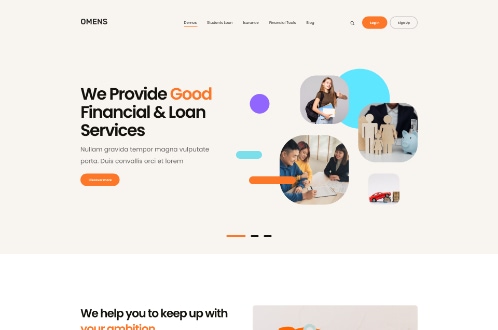 OMENS
Demos
Students Loan
Insurance
Financial Tools
Blog
Login
Sign Up
We Provide Good
Financial & Loan
Services
Nullam gravida tempor magna vulputate
porta. Duis convallis orci et lorem
We help you to keep up with
your ambition